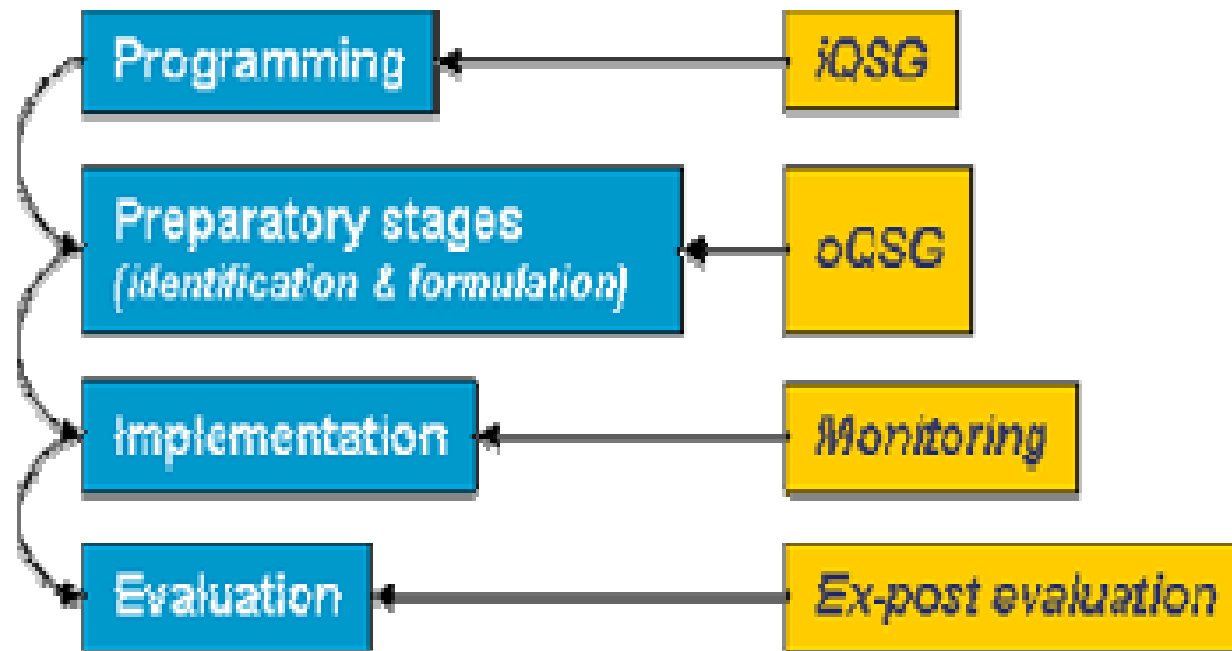 Programming
iQSG
Preparatory stages
(identification & formulation)
oQSG
Implementation
Monitoring
Evaluation
Ex-post evaluation